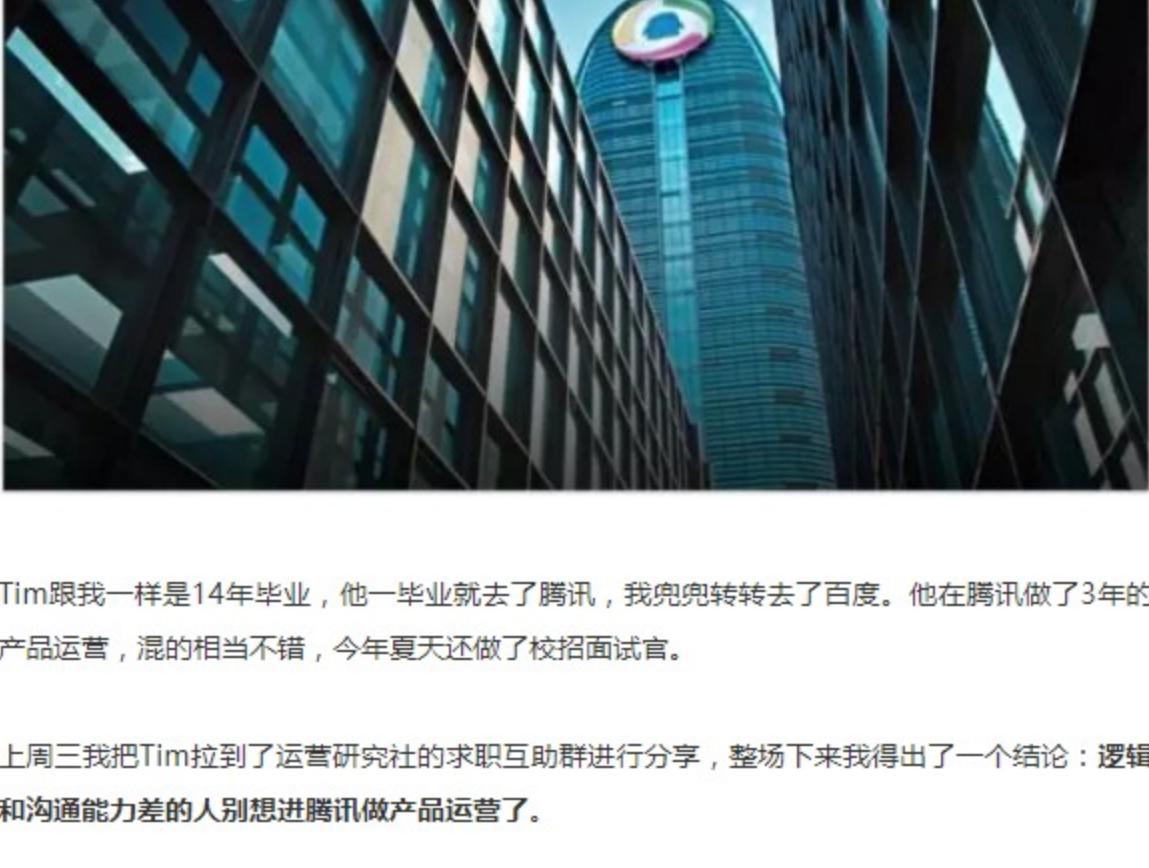 Tim跟我一样是14年毕业，他一毕业就去了腾讯，我兜兜转转去了百度。他在腾讯做了3年的
产品运营，混的相当不错，今年夏天还做了校招面试官。
上周三我把Tim拉到了运营研究社的求职互助群进行分享，整场下来我得出了一个结论：逻辑
和沟通能力差的人别想进腾讯做产品运营了。